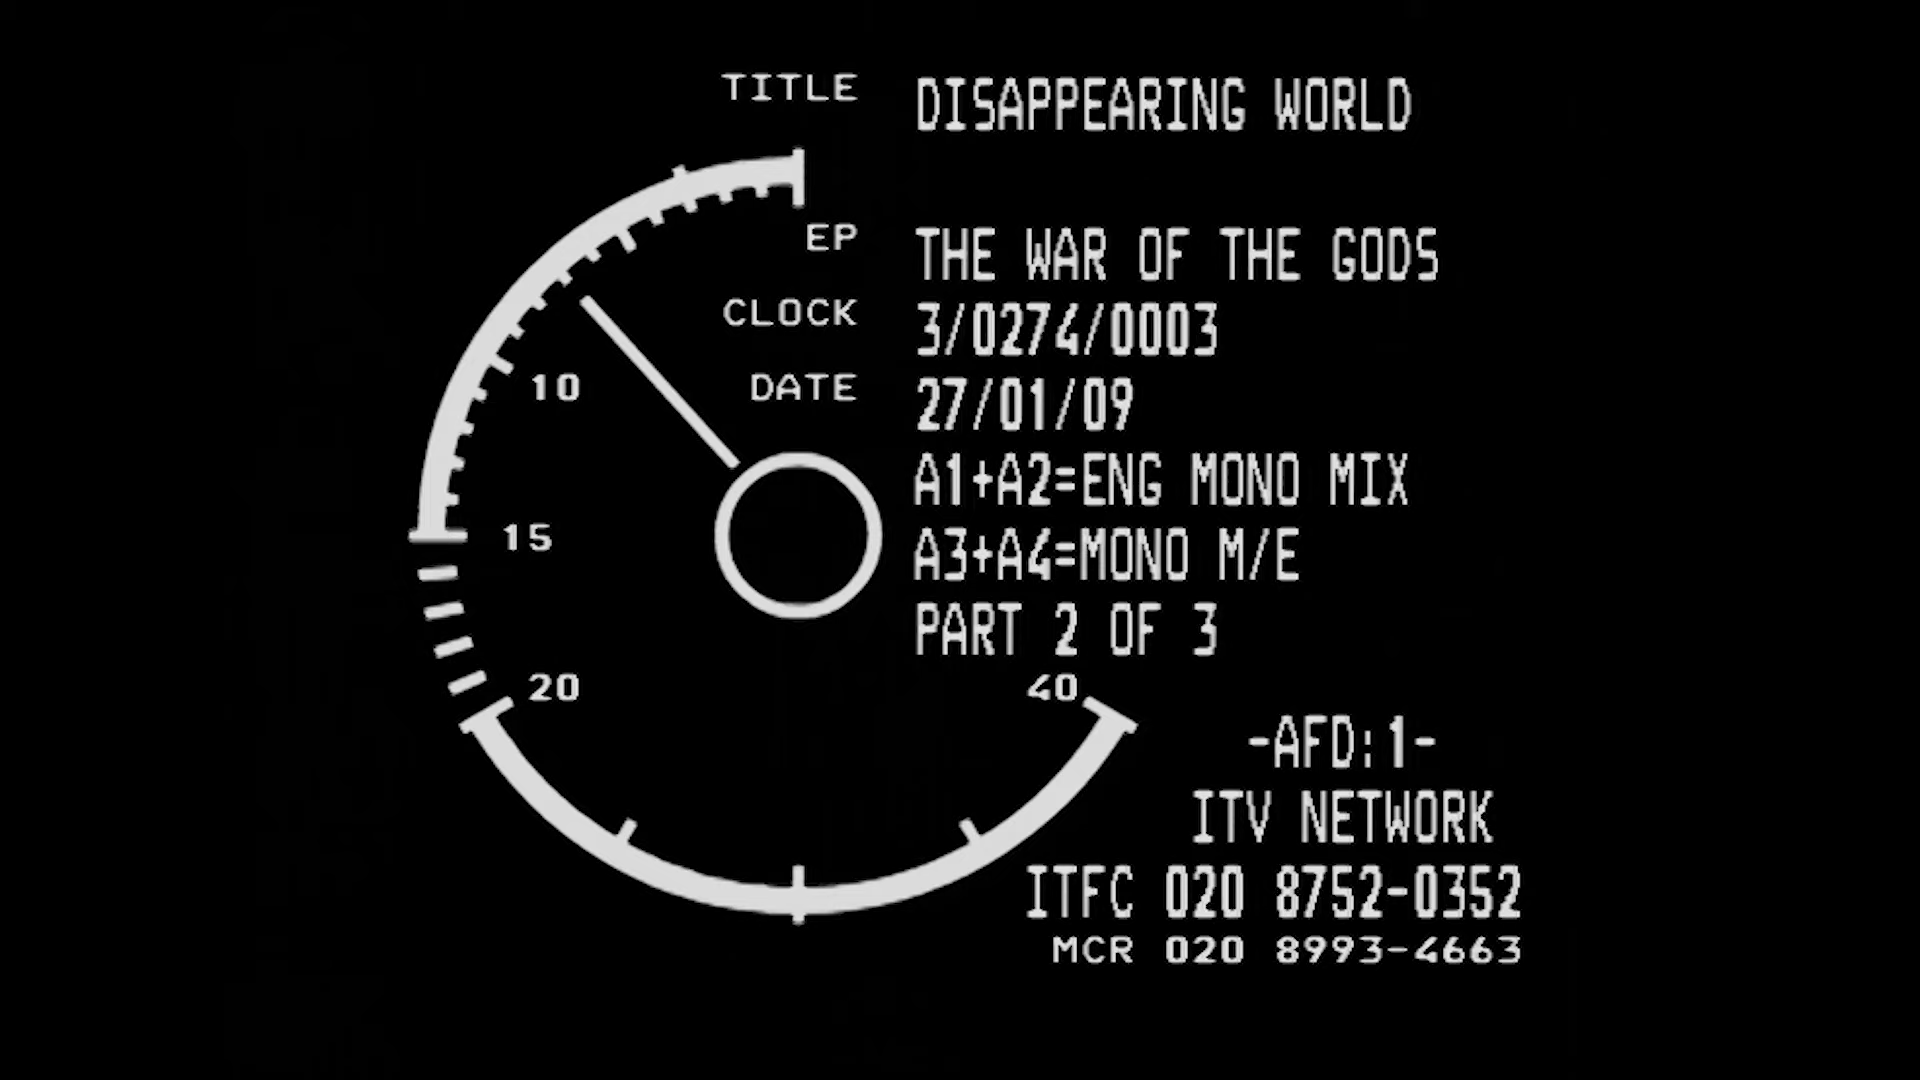 TITLE DISAPPEARING WORLD
EP THE WAR OF THE GODS
CLOCK 3/0274/0003
DATE 27/01/09
10
A1+A2=ENG MONO MIX
15
A3+A4=MONO M/E
PART 2 OF 3
20 40
-AFD:1-
ITV NETWORK
ITFC 020 8752-0352
MCR 020 8993-4663